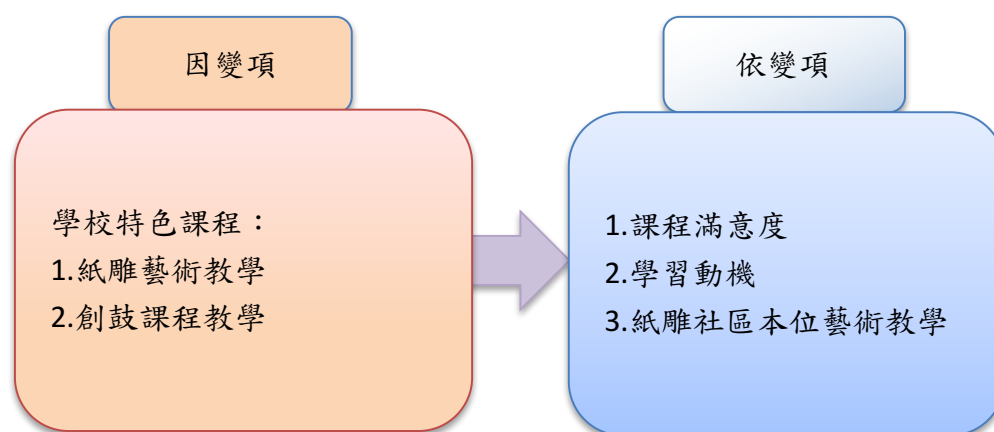 因變項
學校特色課程：
1.紙雕藝術教學
2.創鼓課程教學
依變項
1.課程滿意度
2.學習動機
3.紙雕社區本位藝術教學